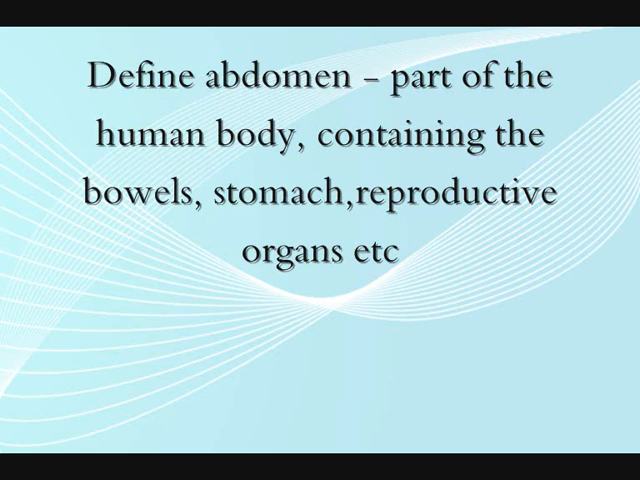 Define abdomen - part of the
human body, containing the
bowels, stomach,reproductive
organs etc